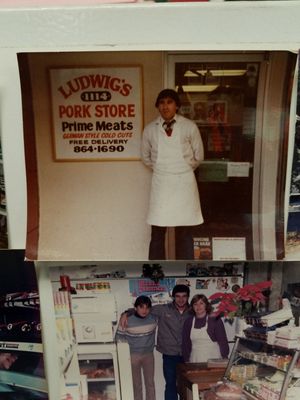 LUDWIG'S
1114
PORK STORE
Prime Meats
GERMAN STYLE COLD CUTS
FREE DELIVERY
864-1690